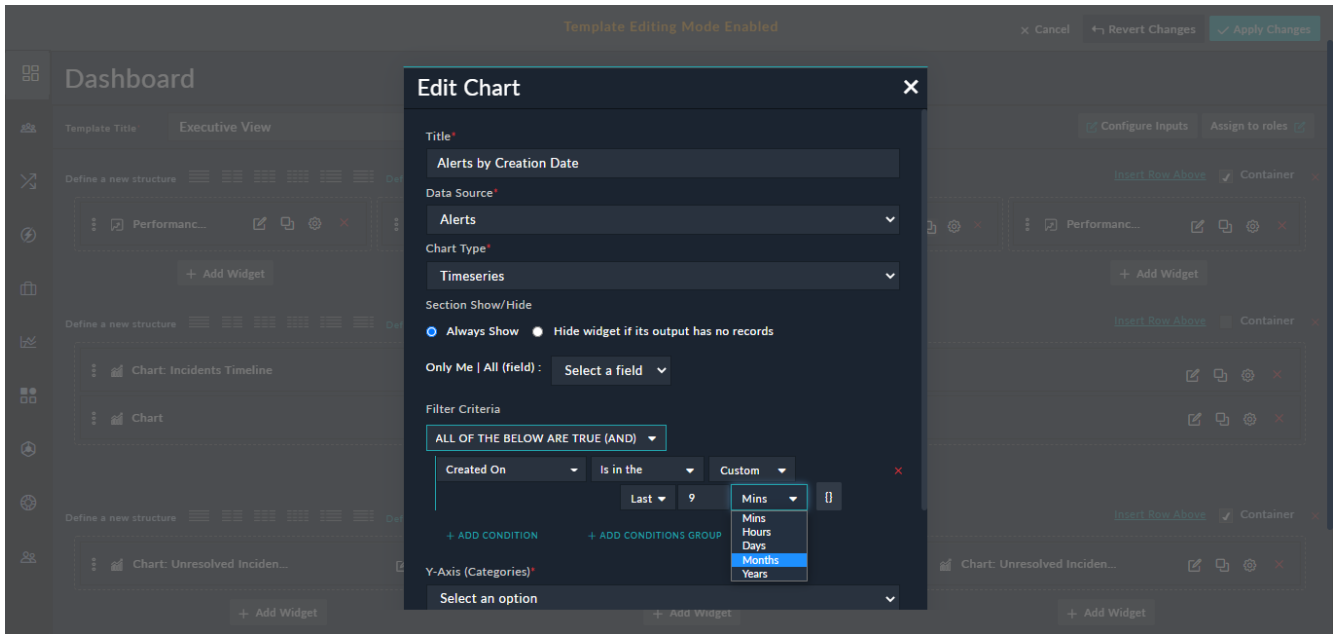 Template Editing Mode Enabled
× Cancel
Revert Changes
Apply Changes
Dashboard
Template Title
Executive View
Configure Inputs
Assign to roles
Define a new structure
Def
Insert Row Above
Container
Performanc...
Performanc...
+ Add Widget
+ Add Widget
Define a new structure
Def
Insert Row Above
Container
Chart: Incidents Timeline
Chart
Define a new structure
Def
Insert Row Above
Container
Chart: Unresolved Inciden...
Chart: Unresolved Inciden...
+ Add Widget
+ Add Widget
+ Add Widget
Edit Chart
Title*
Alerts by Creation Date
Data Source*
Alerts
Chart Type*
Timeseries
Section Show/Hide
Always Show
Hide widget if its output has no records
Only Me | All (field) :
Select a field
Filter Criteria
ALL OF THE BELOW ARE TRUE (AND)
Created On
Is in the
Custom
Last
9
Mins
{}
Mins
Hours
Days
Months
Years
+ ADD CONDITION
+ ADD CONDITIONS GROUP
Y-Axis (Categories)*
Select an option